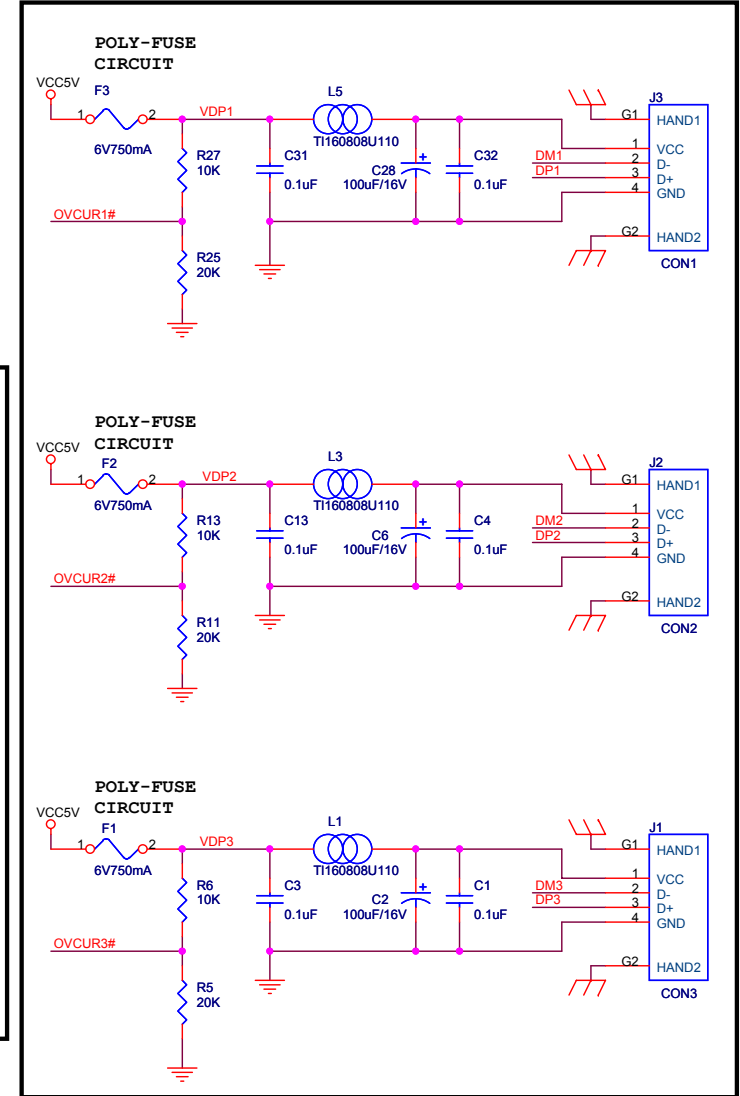 POLY-FUSE
CIRCUIT
VCC5V
F3
1
2
6V750mA
VDP1
L5
TI160808U110
R27
10K
C31
0.1uF
C28
100uF/16V
+
C32
0.1uF
OVCUR1#
R25
20K
J3
G1
HAND1
1
VCC
DM1
2
D-
DP1
3
D+
4
GND
G2
HAND2
CON1
POLY-FUSE
CIRCUIT
VCC5V
F2
1
2
6V750mA
VDP2
L3
TI160808U110
R13
10K
C13
0.1uF
C6
100uF/16V
+
C4
0.1uF
OVCUR2#
R11
20K
J2
G1
HAND1
1
VCC
DM2
2
D-
DP2
3
D+
4
GND
G2
HAND2
CON2
POLY-FUSE
CIRCUIT
VCC5V
F1
1
2
6V750mA
VDP3
L1
TI160808U110
R6
10K
C3
0.1uF
C2
100uF/16V
+
C1
0.1uF
OVCUR3#
R5
20K
J1
G1
HAND1
1
VCC
DM3
2
D-
DP3
3
D+
4
GND
G2
HAND2
CON3